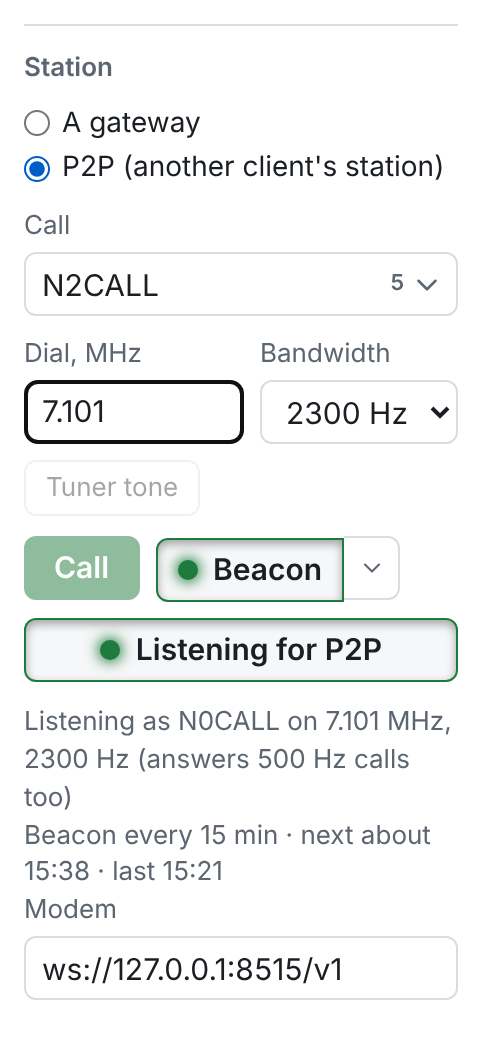 Station
A gateway
P2P (another client's station)
Call
N2CALL 5
Dial, MHz Bandwidth
7.101 2300 Hz
Tuner tone
Call Beacon
Listening for P2P
Listening as N0CALL on 7.101 MHz,
2300 Hz (answers 500 Hz calls
too)
Beacon every 15 min · next about
15:38 · last 15:21
Modem
ws://127.0.0.1:8515/v1